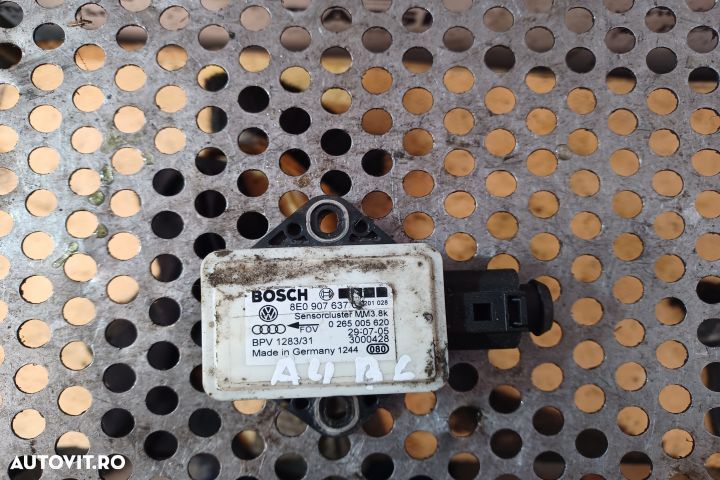 BOSCH
8E0 907 637
201 028
Sensorcluster MM3.8k
FOV 0 265 005 620
29-07-05
BPV 1283/31 3000428
Made in Germany 1244 080
A4 B6
AUTOVIT.RO